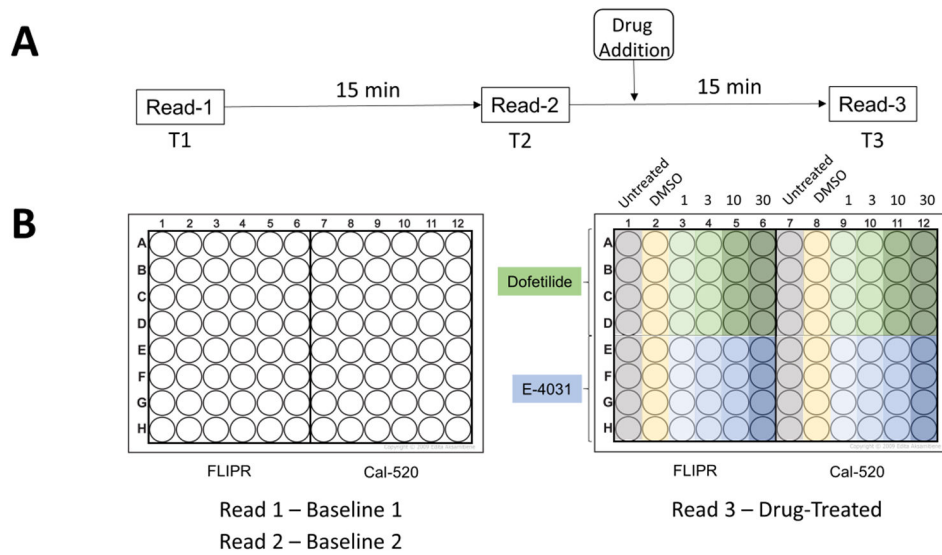 A
Drug
Addition
15 min
15 min
Read-1
Read-2
Read-3
T1
T2
T3
B
Untreated
DMSO
1 3 10 30
Untreated
DMSO
1 3 10 30
1 2 3 4 5 6 7 8 9 10 11 12
A
B
C
D
E
F
G
H
FLIPR
Cal-520
Read 1 – Baseline 1
Read 2 – Baseline 2
1 2 3 4 5 6 7 8 9 10 11 12
Dofetilide
E-4031
A
B
C
D
E
F
G
H
FLIPR
Cal-520
Read 3 – Drug-Treated